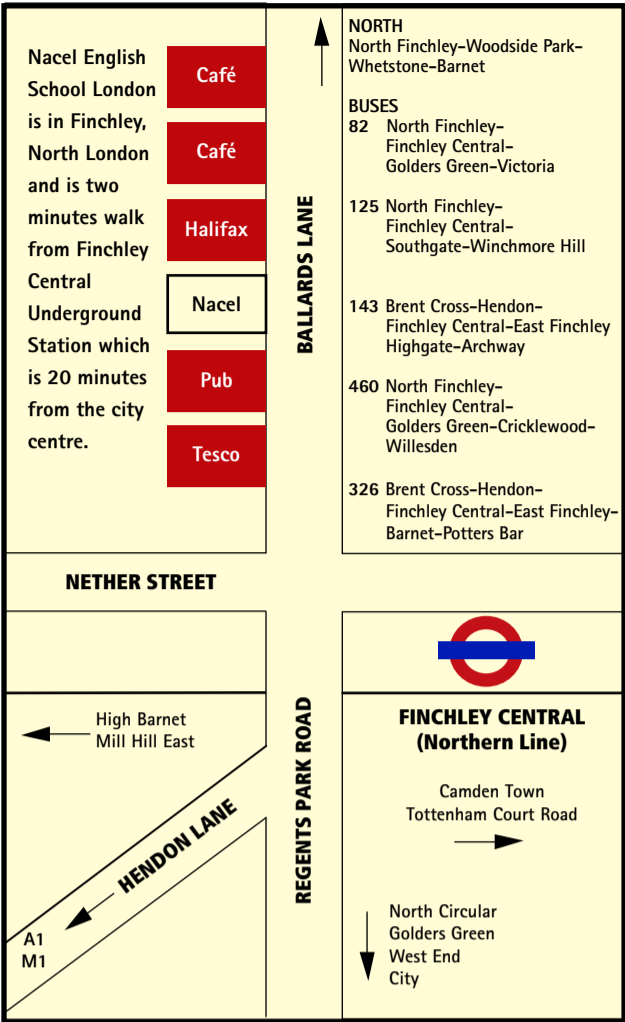 Nacel English
School London
is in Finchley,
North London
and is two
minutes walk
from Finchley
Central
Underground
Station which
is 20 minutes
from the city
centre.
Café
Café
Halifax
Nacel
Pub
Tesco
BALLARDS LANE
NORTH
North Finchley-Woodside Park-
Whetstone-Barnet
BUSES
82 North Finchley-
Finchley Central-
Golders Green-Victoria
125 North Finchley-
Finchley Central-
Southgate-Winchmore Hill
143 Brent Cross-Hendon-
Finchley Central-East Finchley
Highgate-Archway
460 North Finchley-
Finchley Central-
Golders Green-Cricklewood-
Willesden
326 Brent Cross-Hendon-
Finchley Central-East Finchley-
Barnet-Potters Bar
NETHER STREET
High Barnet
Mill Hill East
HENDON LANE
A1
M1
REGENTS PARK ROAD
FINCHLEY CENTRAL
(Northern Line)
Camden Town
Tottenham Court Road
North Circular
Golders Green
West End
City